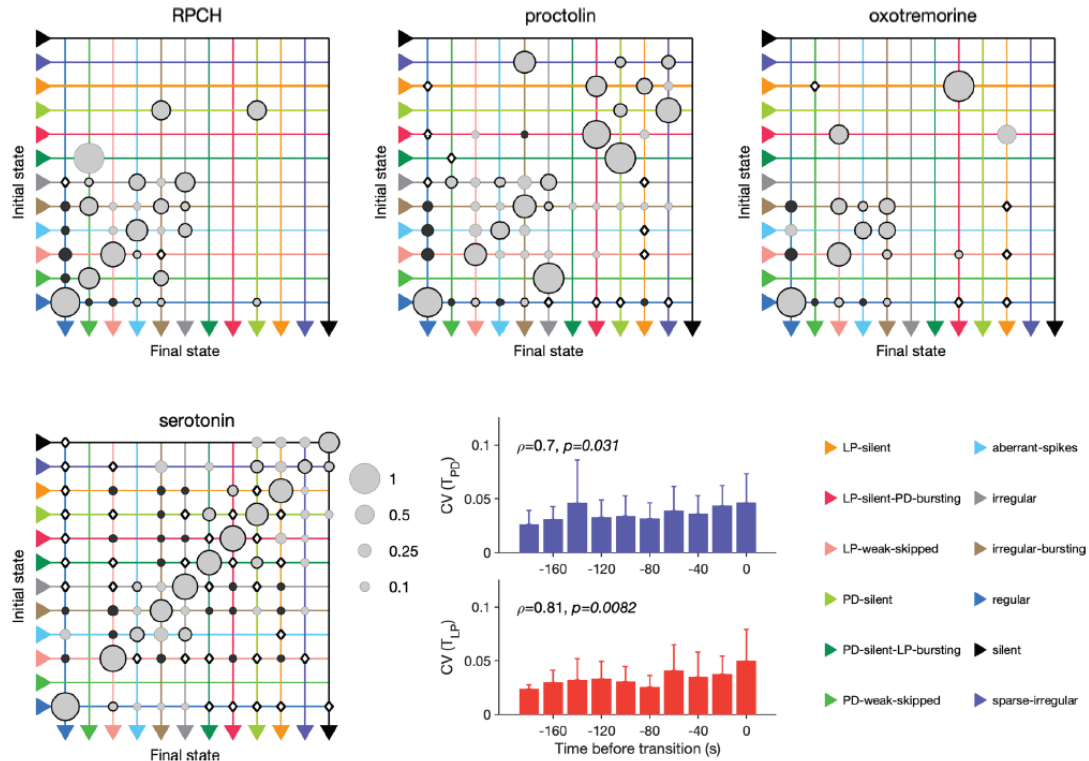 RPCH
proctolin
oxotremorine
Initial state
Initial state
Initial state
Final state
Final state
Final state
serotonin
Initial state
Final state
1
0.5
0.25
0.1
ρ=0.7, p=0.031
CV (T_PD)
0.1
0.05
0
-160 -120 -80 -40 0
ρ=0.81, p=0.0082
CV (T_LP)
0.1
0.05
0
-160 -120 -80 -40 0
Time before transition (s)
LP-silent
LP-silent-PD-bursting
LP-weak-skipped
PD-silent
PD-silent-LP-bursting
PD-weak-skipped
aberrant-spikes
irregular
irregular-bursting
regular
silent
sparse-irregular